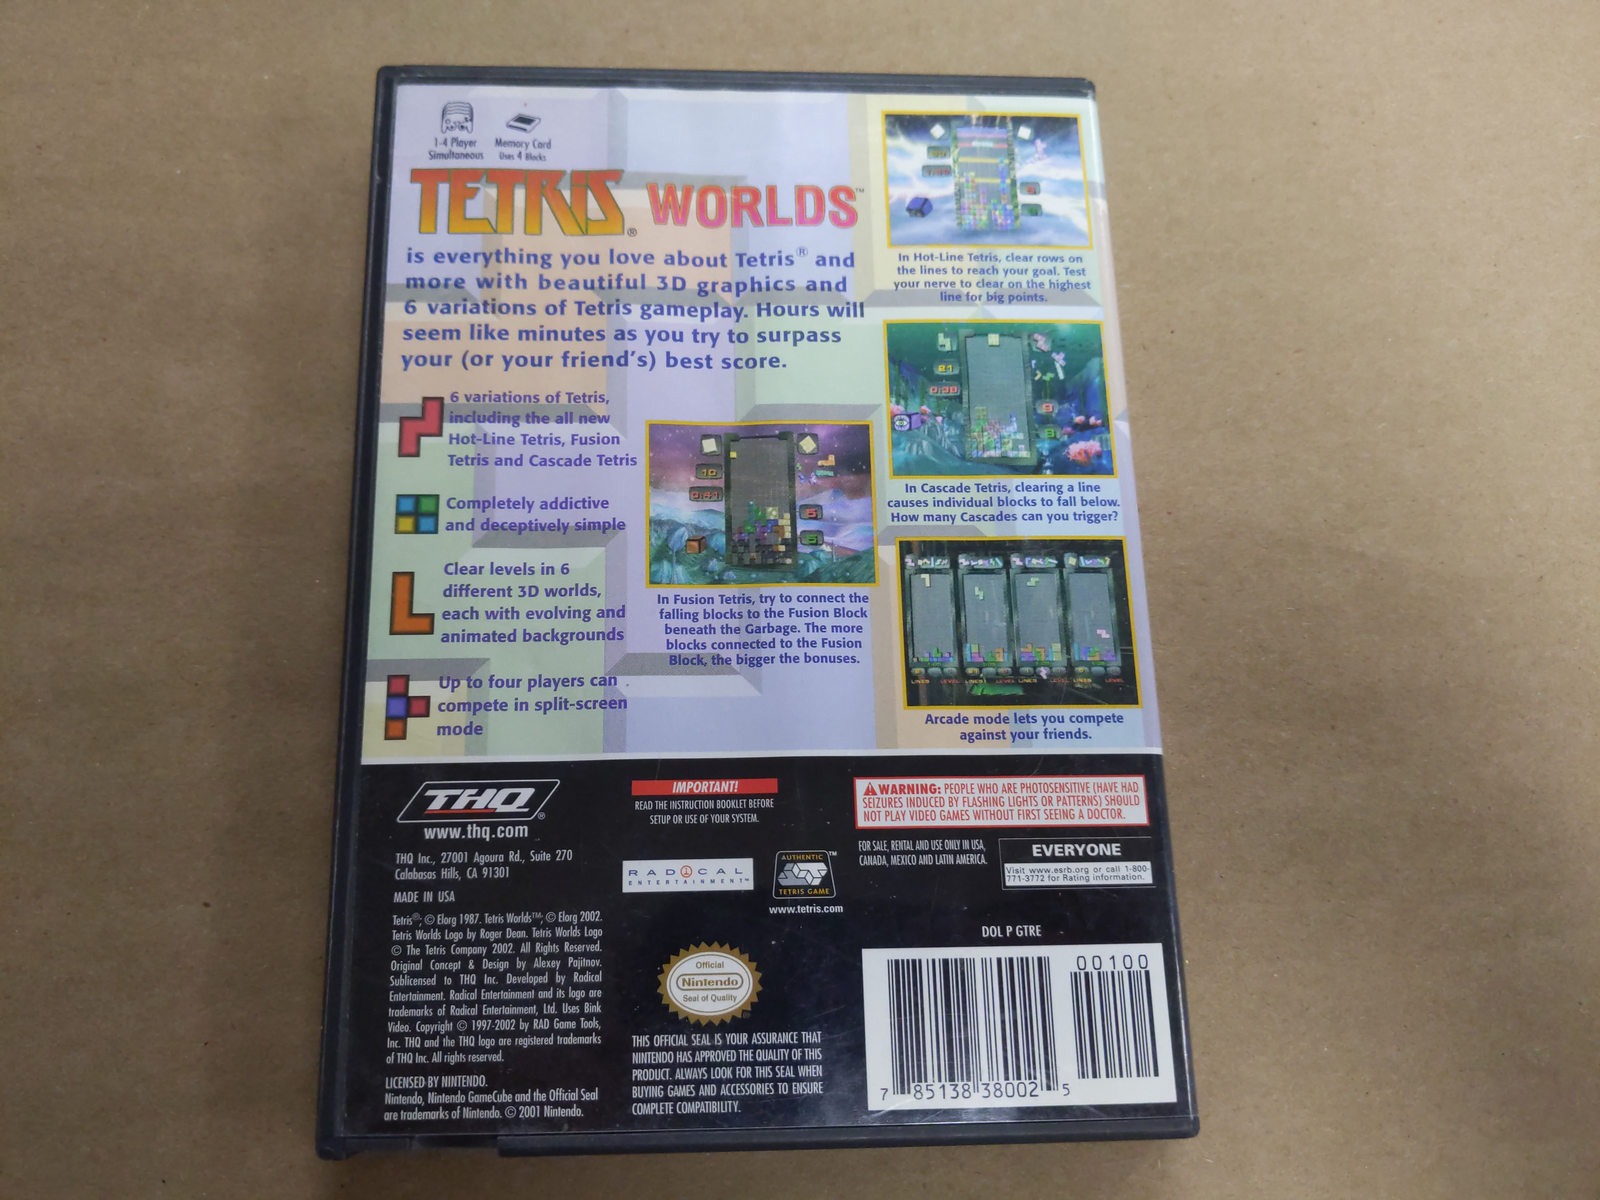 1-4 Player
Simultaneous
Memory Card
Uses 4 Blocks
TETRIS® WORLDS™
is everything you love about Tetris® and
more with beautiful 3D graphics and
6 variations of Tetris gameplay. Hours will
seem like minutes as you try to surpass
your (or your friend's) best score.
6 variations of Tetris,
including the all new
Hot-Line Tetris, Fusion
Tetris and Cascade Tetris
Completely addictive
and deceptively simple
Clear levels in 6
different 3D worlds,
each with evolving and
animated backgrounds
Up to four players can
compete in split-screen
mode
10
0:41
In Fusion Tetris, try to connect the
falling blocks to the Fusion Block
beneath the Garbage. The more
blocks connected to the Fusion
Block, the bigger the bonuses.
In Hot-Line Tetris, clear rows on
the lines to reach your goal. Test
your nerve to clear on the highest
line for big points.
21
0:38
In Cascade Tetris, clearing a line
causes individual blocks to fall below.
How many Cascades can you trigger?
LINES LEVEL LINES LEVEL LINES LEVEL LINES LEVEL
Arcade mode lets you compete
against your friends.
THQ®
www.thq.com
THQ Inc., 27001 Agoura Rd., Suite 270
Calabasas Hills, CA 91301
MADE IN USA
Tetris®; © Elorg 1987. Tetris Worlds™; © Elorg 2002.
Tetris Worlds Logo by Roger Dean. Tetris Worlds Logo
© The Tetris Company 2002. All Rights Reserved.
Original Concept & Design by Alexey Pajitnov.
Sublicensed to THQ Inc. Developed by Radical
Entertainment. Radical Entertainment and its logo are
trademarks of Radical Entertainment, Ltd. Uses Bink
Video. Copyright © 1997-2002 by RAD Game Tools,
Inc. THQ and the THQ logo are registered trademarks
of THQ Inc. All rights reserved.
LICENSED BY NINTENDO.
Nintendo, Nintendo GameCube and the Official Seal
are trademarks of Nintendo. © 2001 Nintendo.
IMPORTANT!
READ THE INSTRUCTION BOOKLET BEFORE
SETUP OR USE OF YOUR SYSTEM.
RADICAL
ENTERTAINMENT™
AUTHENTIC
TETRIS GAME
™
www.tetris.com
Official
Nintendo
Seal of Quality
®
THIS OFFICIAL SEAL IS YOUR ASSURANCE THAT
NINTENDO HAS APPROVED THE QUALITY OF THIS
PRODUCT. ALWAYS LOOK FOR THIS SEAL WHEN
BUYING GAMES AND ACCESSORIES TO ENSURE
COMPLETE COMPATIBILITY.
WARNING: PEOPLE WHO ARE PHOTOSENSITIVE (HAVE HAD
SEIZURES INDUCED BY FLASHING LIGHTS OR PATTERNS) SHOULD
NOT PLAY VIDEO GAMES WITHOUT FIRST SEEING A DOCTOR.
FOR SALE, RENTAL AND USE ONLY IN USA,
CANADA, MEXICO AND LATIN AMERICA.
EVERYONE
Visit www.esrb.org or call 1-800-
771-3772 for Rating information.
DOL P GTRE
00100
7 85138 38002 5